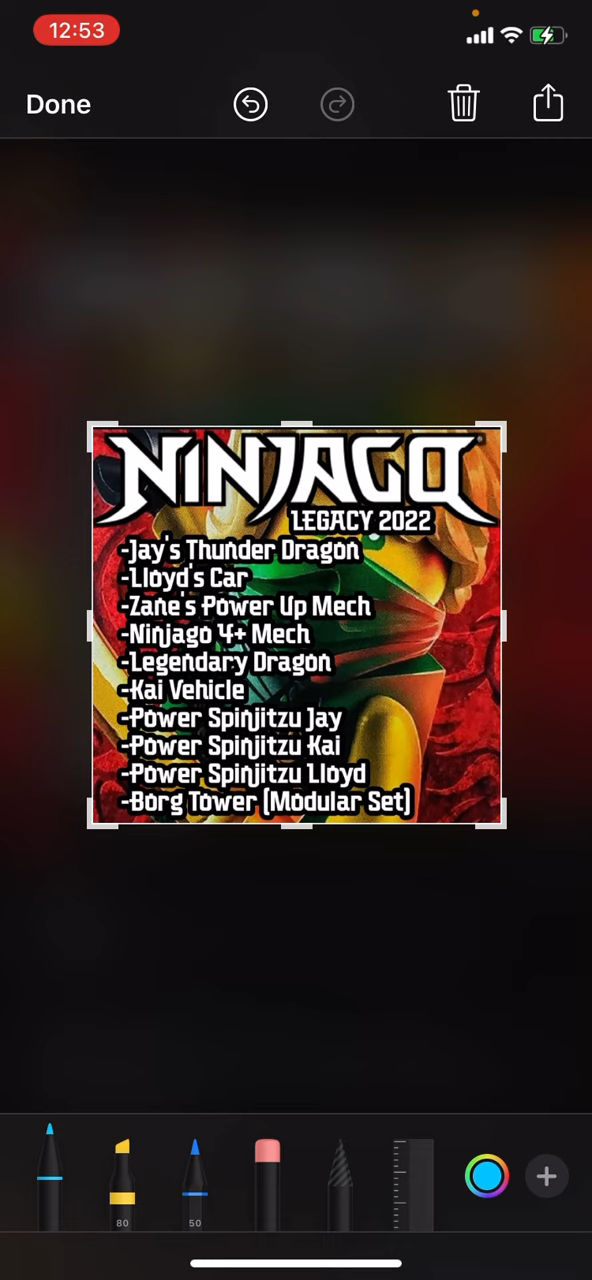 12:53
Done
NINJAGO
LEGACY 2022
-Jay's Thunder Dragon
-Lloyd's Car
-Zane's Power Up Mech
-Ninjago 4+ Mech
-Legendary Dragon
-Kai Vehicle
-Power Spinjitzu Jay
-Power Spinjitzu Kai
-Power Spinjitzu Lloyd
-Borg Tower (Modular Set)
80
50